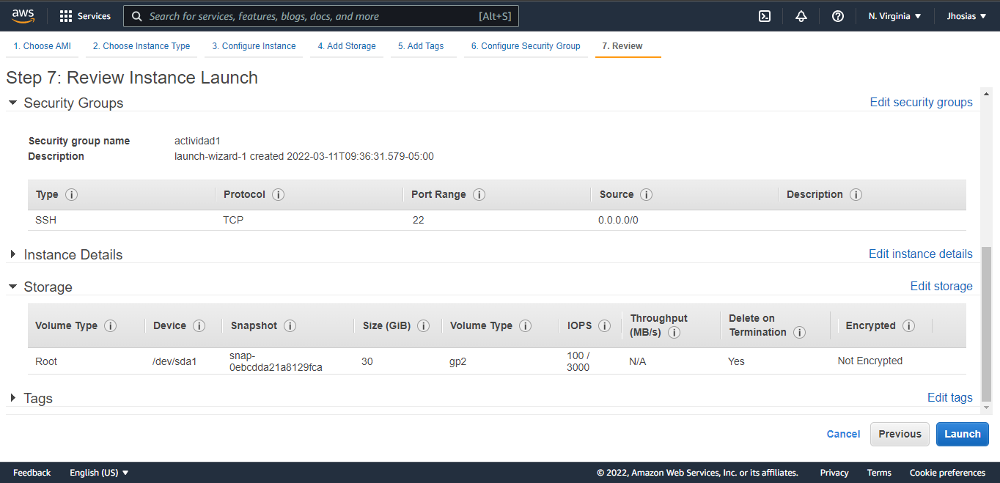 aws Services Search for services, features, blogs, docs, and more [Alt+S] N. Virginia Jhosias
1. Choose AMI 2. Choose Instance Type 3. Configure Instance 4. Add Storage 5. Add Tags 6. Configure Security Group 7. Review
Step 7: Review Instance Launch
Security Groups Edit security groups
Security group name actividad1
Description launch-wizard-1 created 2022-03-11T09:36:31.579-05:00
Type Protocol Port Range Source Description
SSH TCP 22 0.0.0.0/0
Instance Details Edit instance details
Storage Edit storage
Volume Type Device Snapshot Size (GiB) Volume Type IOPS Throughput (MB/s) Delete on Termination Encrypted
Root /dev/sda1 snap-0ebcdda21a8129fca 30 gp2 100 / 3000 N/A Yes Not Encrypted
Tags Edit tags
Cancel Previous Launch
Feedback English (US) © 2022, Amazon Web Services, Inc. or its affiliates. Privacy Terms Cookie preferences